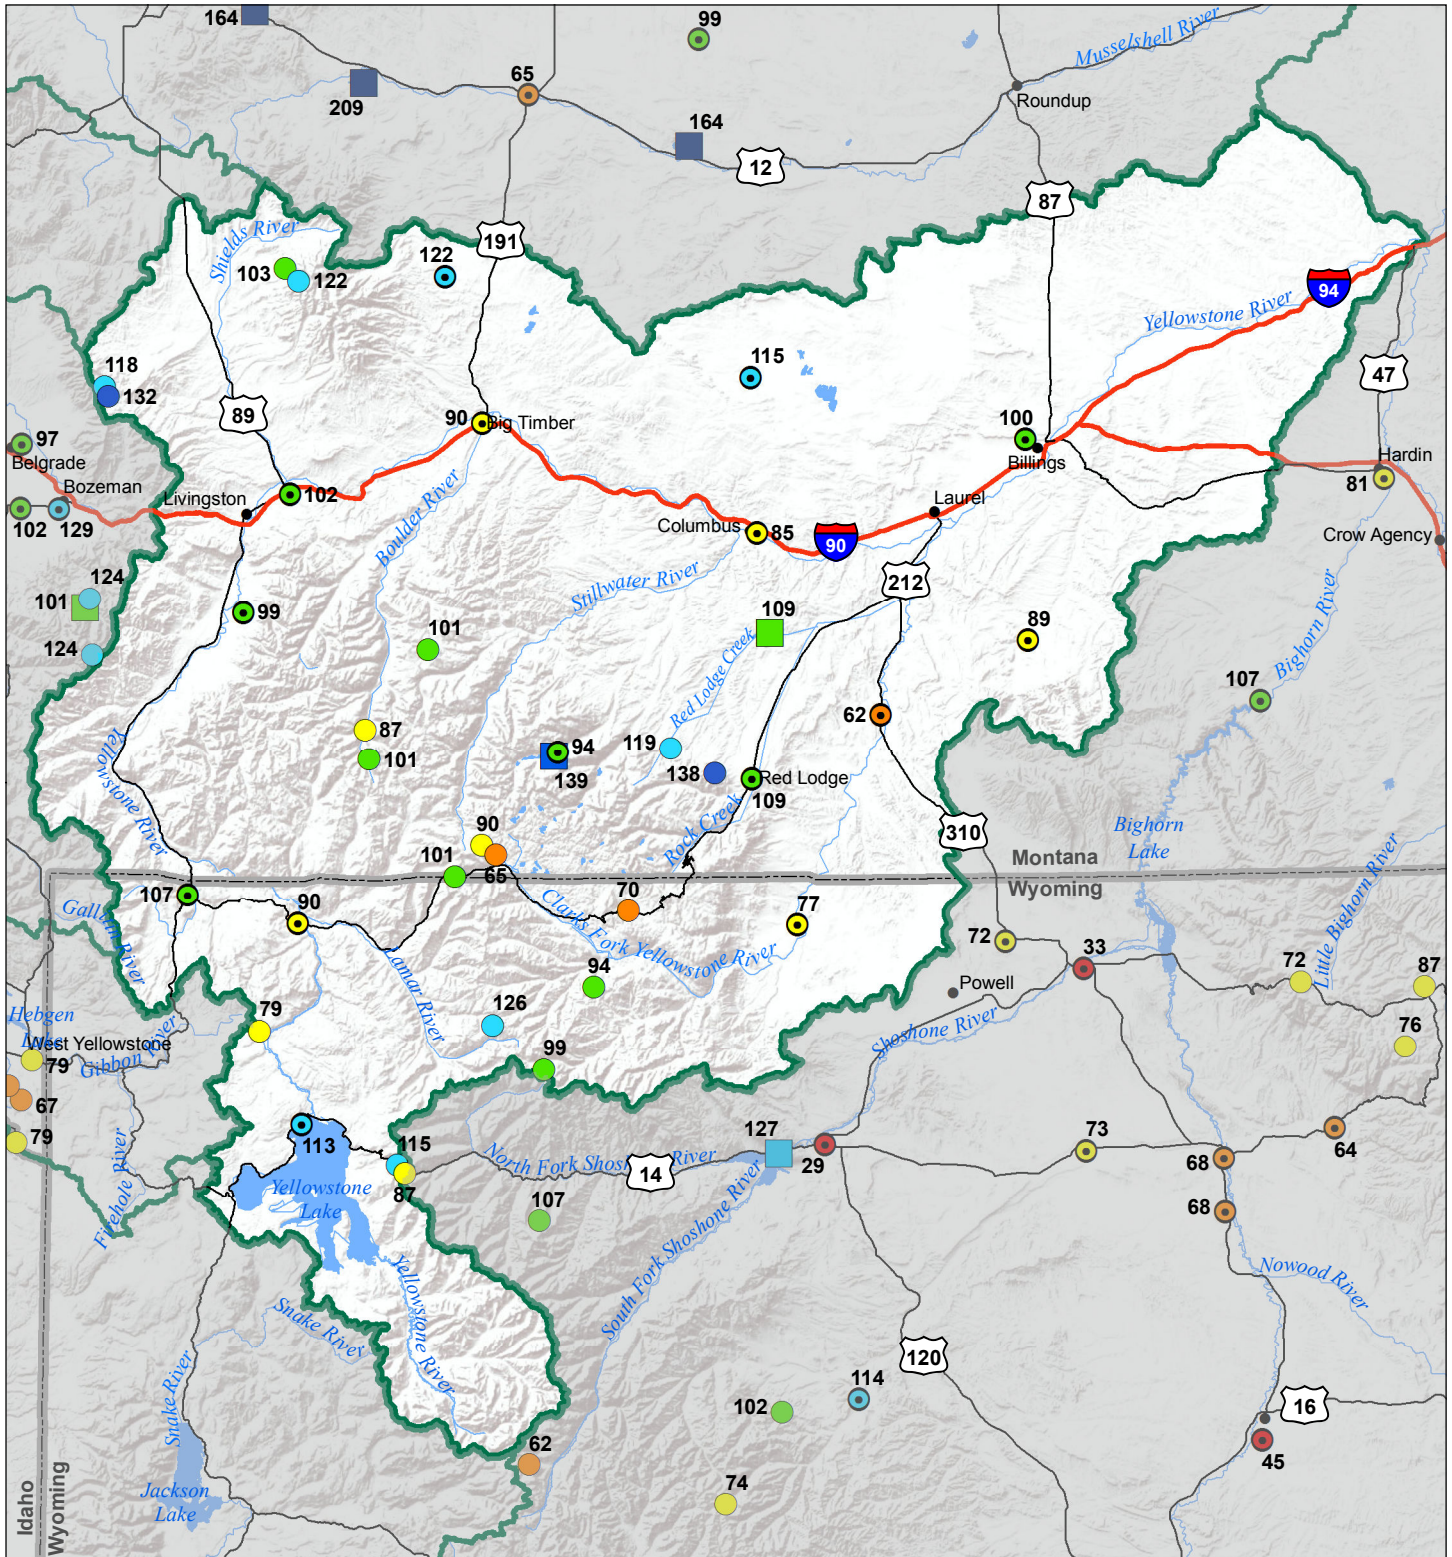 164
99
Musselshell River
65
209
Roundup
164
12
87
191
Shields River
122
103
122
94
Yellowstone River
118
132
115
47
89
90
Big Timber
97
Belgrade
100
Billings
Hardin
81
Bozeman
Livingston
102
102
129
Boulder River
Laurel
Columbus
85
90
Crow Agency
124
101
Stillwater River
212
99
109
89
101
124
Red Lodge Creek
Bighorn River
107
62
87
101
Yellowstone River
94
139
119
138
Red Lodge
109
90
65
101
Rock Creek
310
Bighorn
Lake
Montana
Wyoming
Little Bighorn River
107
90
70
77
Gallatin River
Clarks Fork Yellowstone River
Lamar River
72
33
72
87
94
Powell
79
126
Hebgen
Lake
West Yellowstone
79
Gibbon River
Shoshone River
76
99
67
79
113
115
87
127
29
73
64
68
North Fork Shoshone River
14
Firehole River
Yellowstone
Lake
107
68
South Fork Shoshone River
Yellowstone River
Nowood River
Snake River
120
Snake River
114
102
16
62
45
74
Jackson
Lake
Idaho
Wyoming